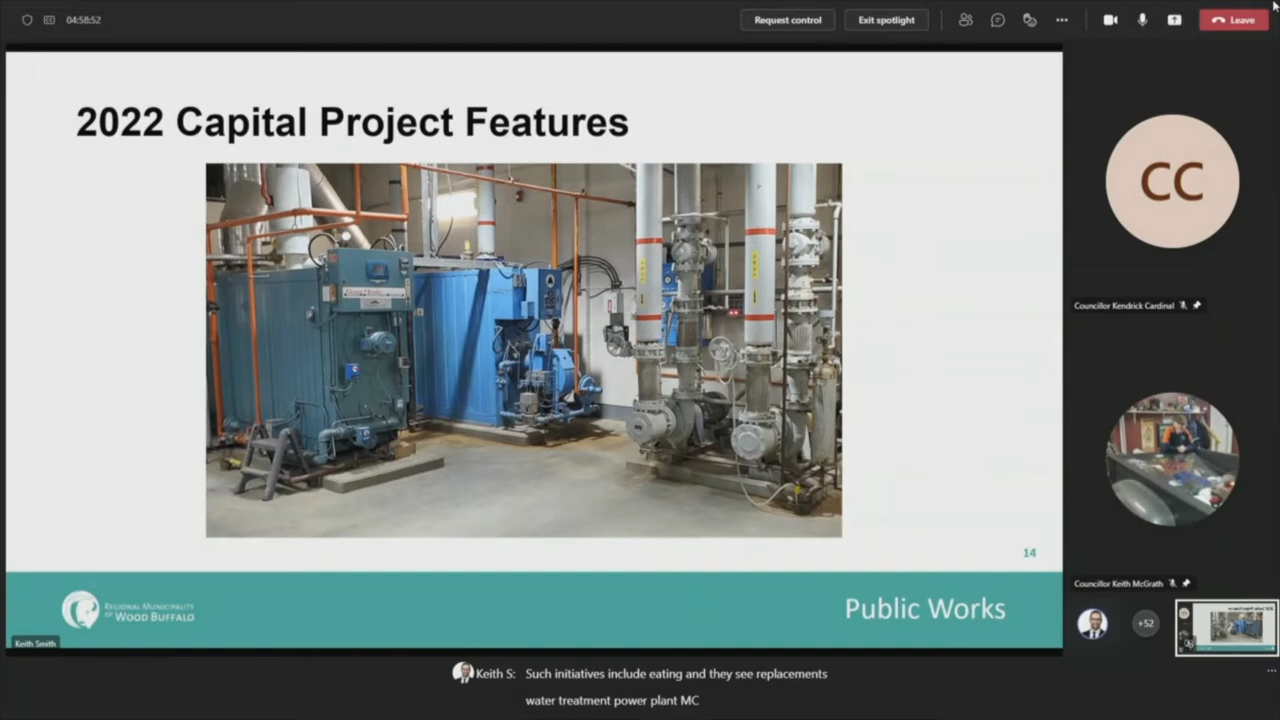 04:58:52
Request control
Exit spotlight
Leave
2022 Capital Project Features
CC
Councillor Kendrick Cardinal
14
Councillor Keith McGrath
REGIONAL MUNICIPALITY
OF WOOD BUFFALO
Public Works
+52
Keith Smith
Keith S: Such initiatives include eating and they see replacements
water treatment power plant MC